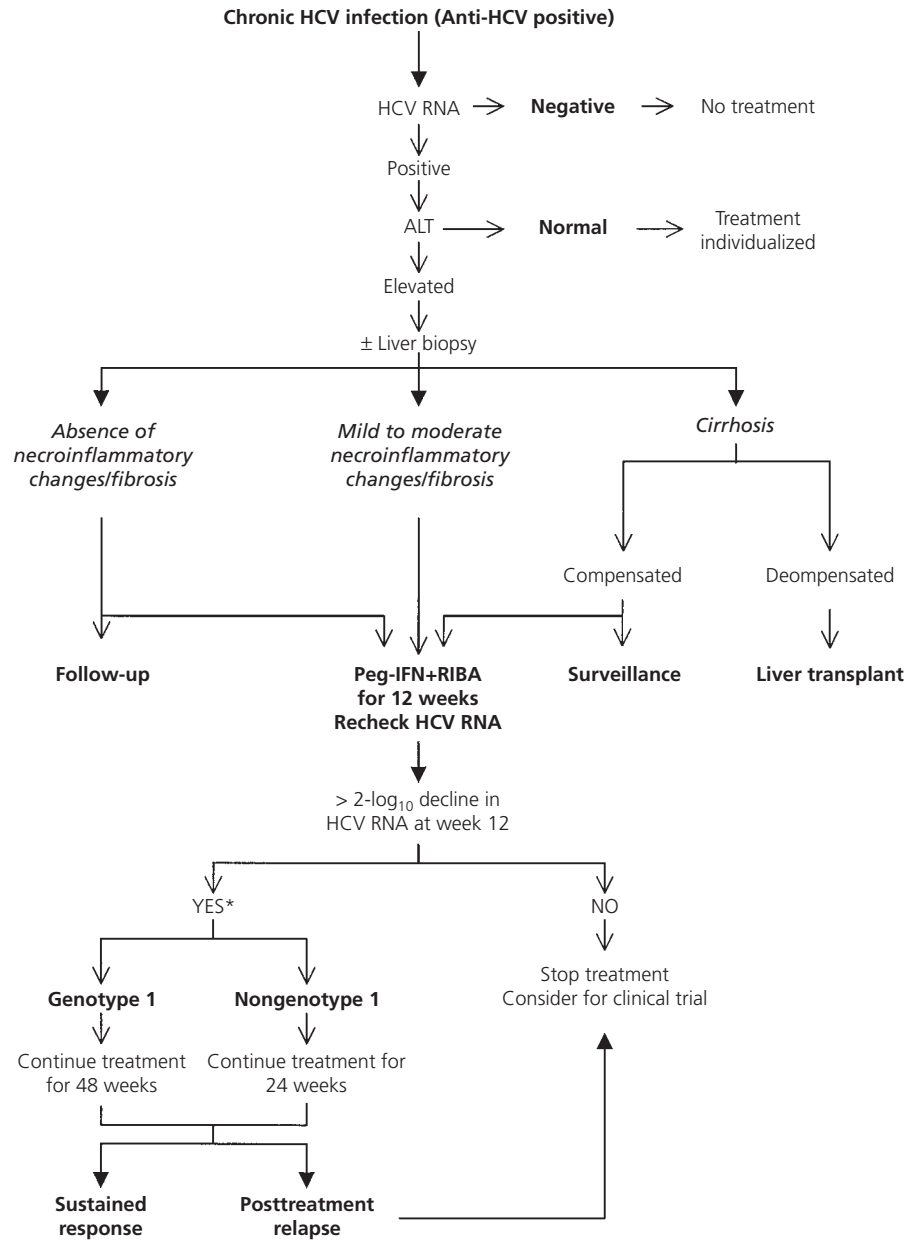 Chronic HCV infection (Anti-HCV positive)
HCV RNA
Negative
No treatment
Positive
ALT
Normal
Treatment
individualized
Elevated
± Liver biopsy
Absence of
necroinflammatory
changes/fibrosis
Mild to moderate
necroinflammatory
changes/fibrosis
Cirrhosis
Compensated
Deompensated
Follow-up
Peg-IFN+RIBA
for 12 weeks
Recheck HCV RNA
Surveillance
Liver transplant
> 2-log₁₀ decline in
HCV RNA at week 12
YES*
NO
Genotype 1
Nongenotype 1
Stop treatment
Consider for clinical trial
Continue treatment
for 48 weeks
Continue treatment for
24 weeks
Sustained
response
Posttreatment
relapse